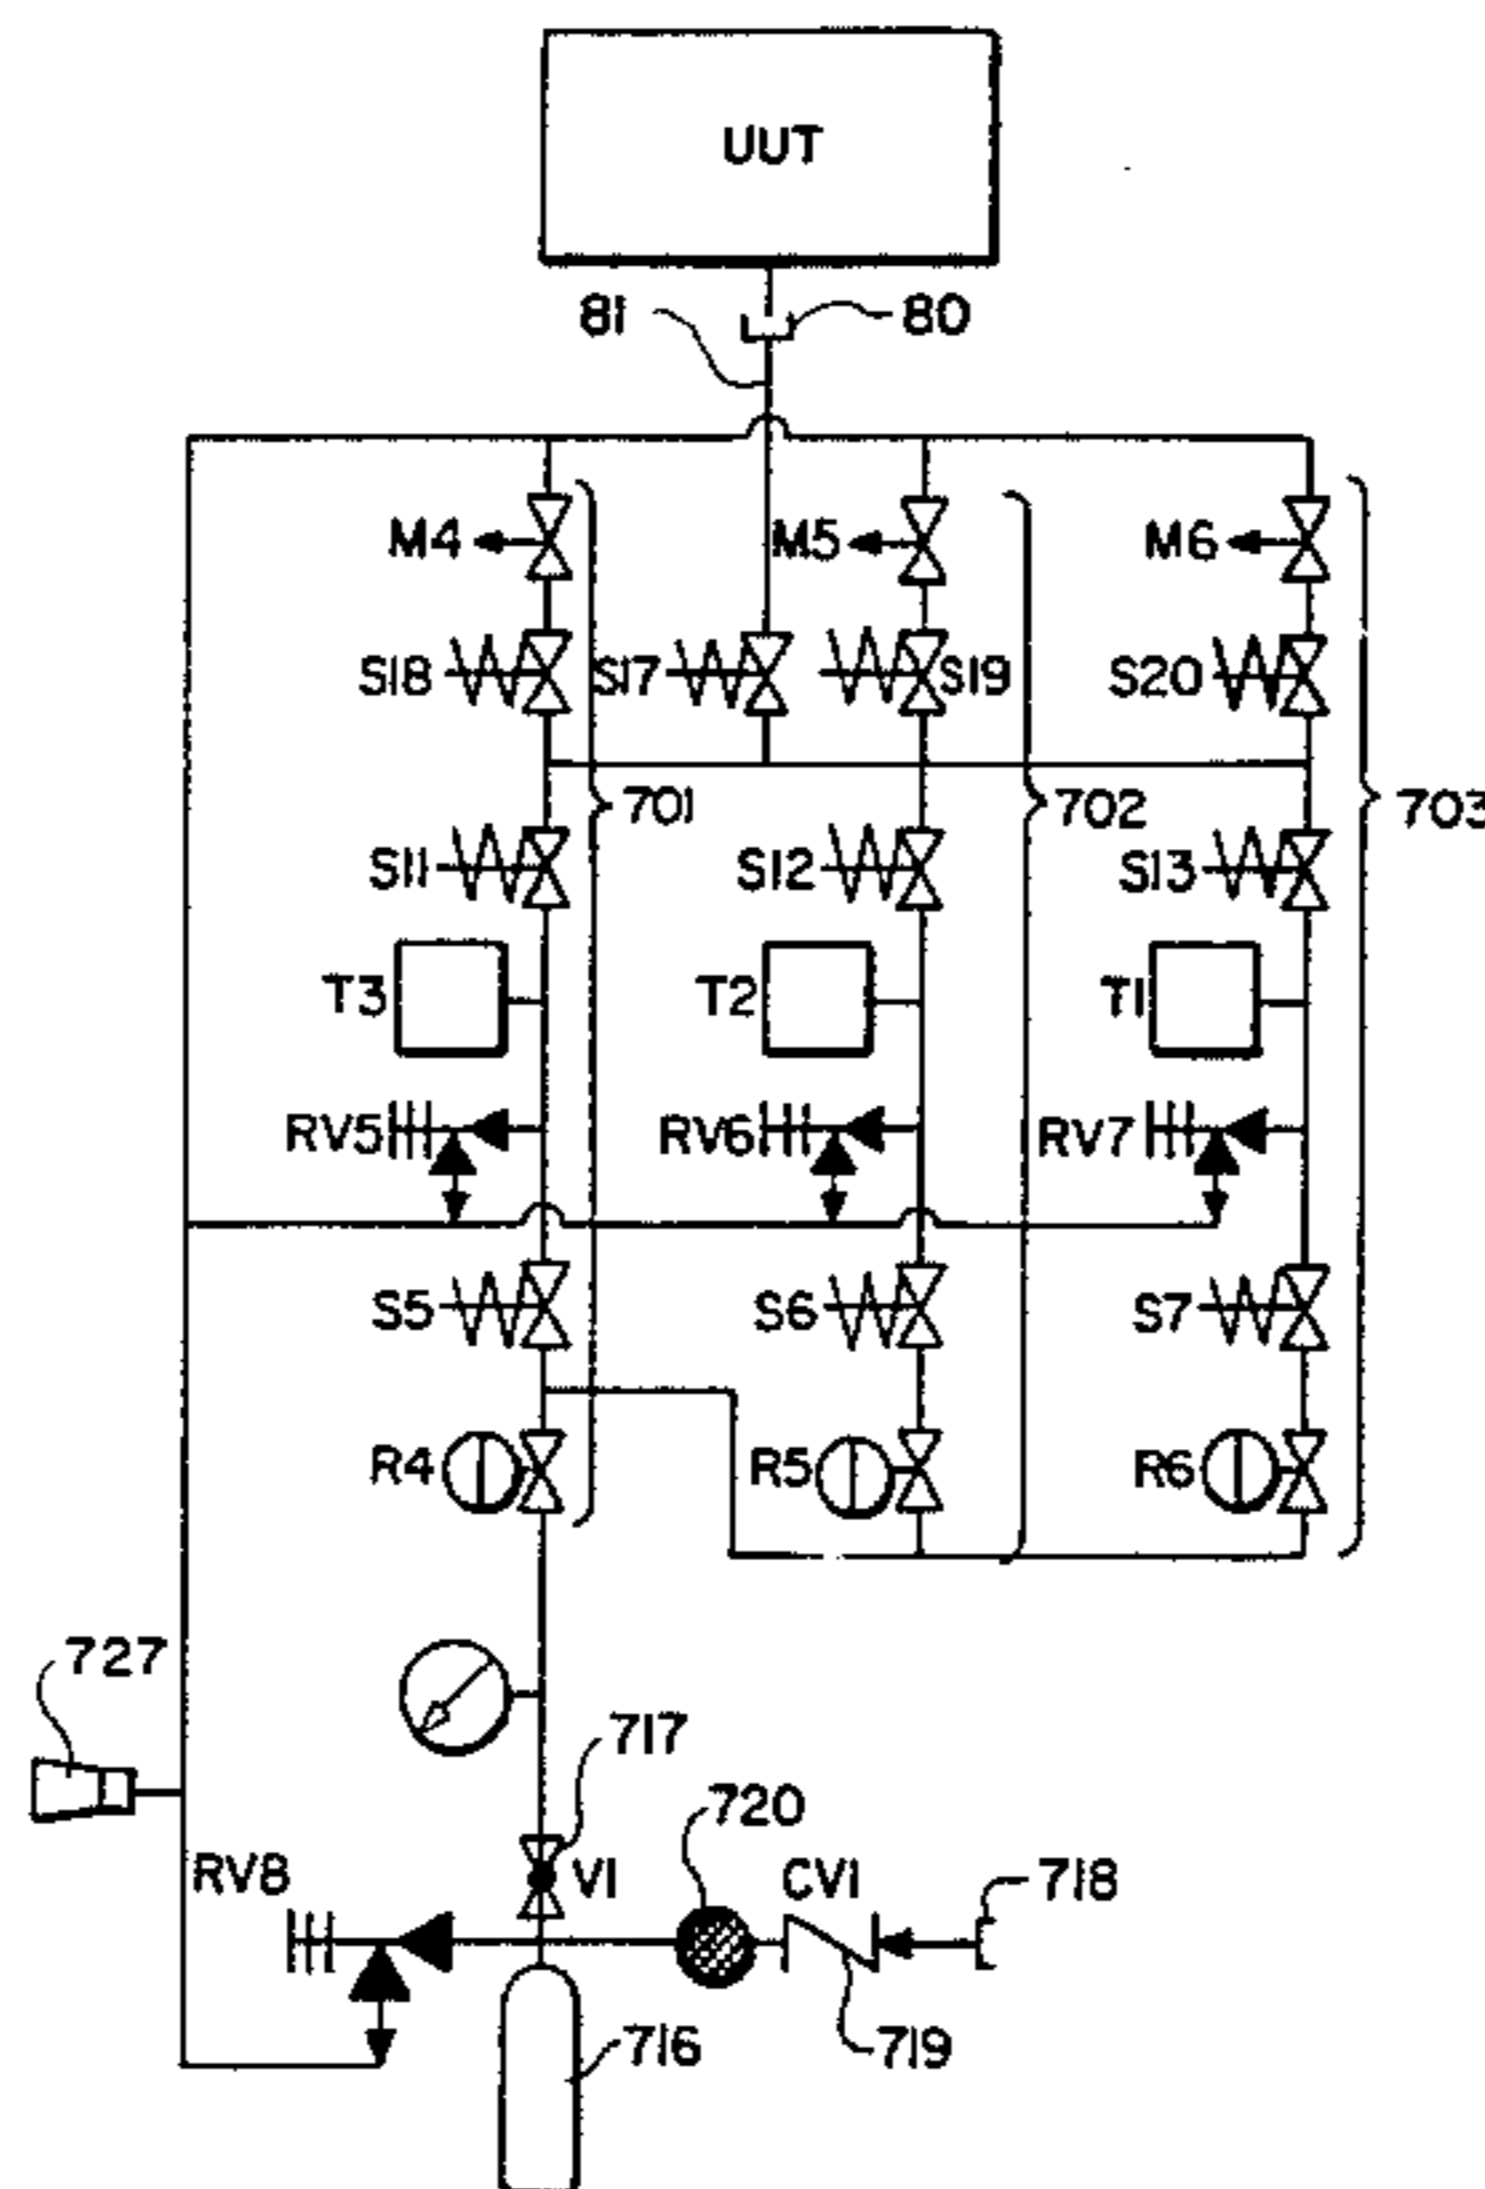 UUT
81 80
M4 M5 M6
S18 S17 S19 S20
701 702 703
S11 S12 S13
T3 T2 T1
RV5 RV6 RV7
S5 S6 S7
R4 R5 R6
727
717
720
RV8 V1 CV1 718
716 719